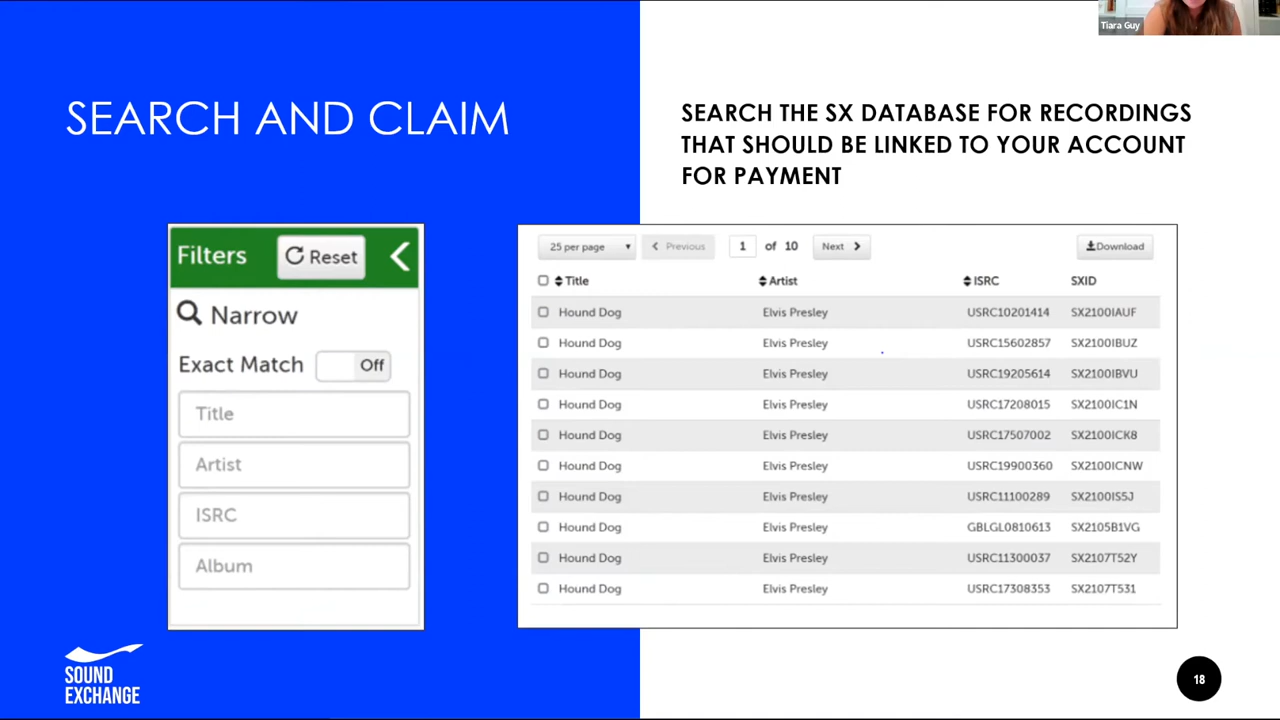 Tiara Guy
SEARCH AND CLAIM
SEARCH THE SX DATABASE FOR RECORDINGS
THAT SHOULD BE LINKED TO YOUR ACCOUNT
FOR PAYMENT
Filters Reset
Narrow
Exact Match Off
Title
Artist
ISRC
Album
25 per page Previous 1 of 10 Next Download
Title Artist ISRC SXID
Hound Dog Elvis Presley USRC10201414 SX2100IAUF
Hound Dog Elvis Presley USRC15602857 SX2100IBUZ
Hound Dog Elvis Presley USRC19205614 SX2100IBVU
Hound Dog Elvis Presley USRC17208015 SX2100IC1N
Hound Dog Elvis Presley USRC17507002 SX2100ICK8
Hound Dog Elvis Presley USRC19900360 SX2100ICNW
Hound Dog Elvis Presley USRC11100289 SX2100IS5J
Hound Dog Elvis Presley GBLGL0810613 SX2105B1VG
Hound Dog Elvis Presley USRC11300037 SX2107T52Y
Hound Dog Elvis Presley USRC17308353 SX2107T531
SOUND
EXCHANGE
18